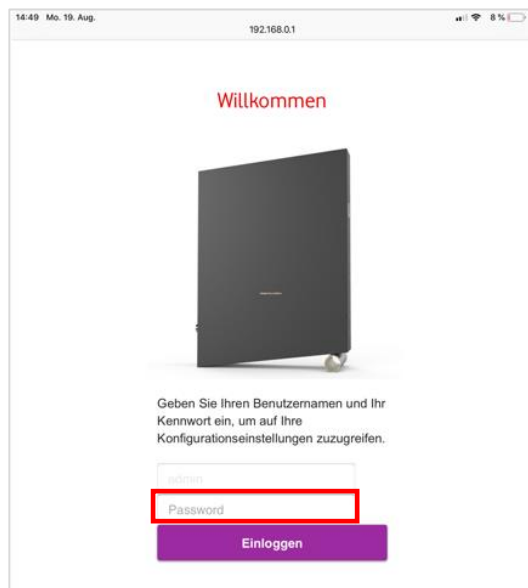 14:49 Mo. 19. Aug.
8 %
192.168.0.1
Willkommen
Geben Sie Ihren Benutzernamen und Ihr
Kennwort ein, um auf Ihre
Konfigurationseinstellungen zuzugreifen.
admin
Password
Einloggen